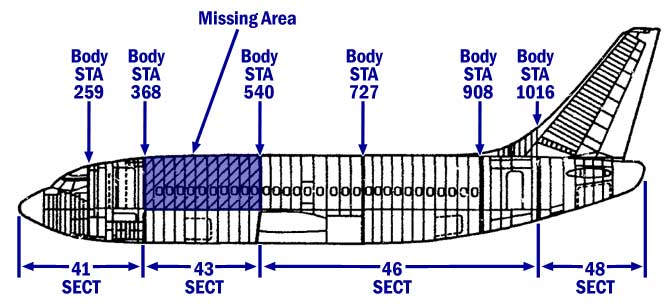 Missing Area
Body STA 259
Body STA 368
Body STA 540
Body STA 727
Body STA 908
Body STA 1016
41 SECT
43 SECT
46 SECT
48 SECT